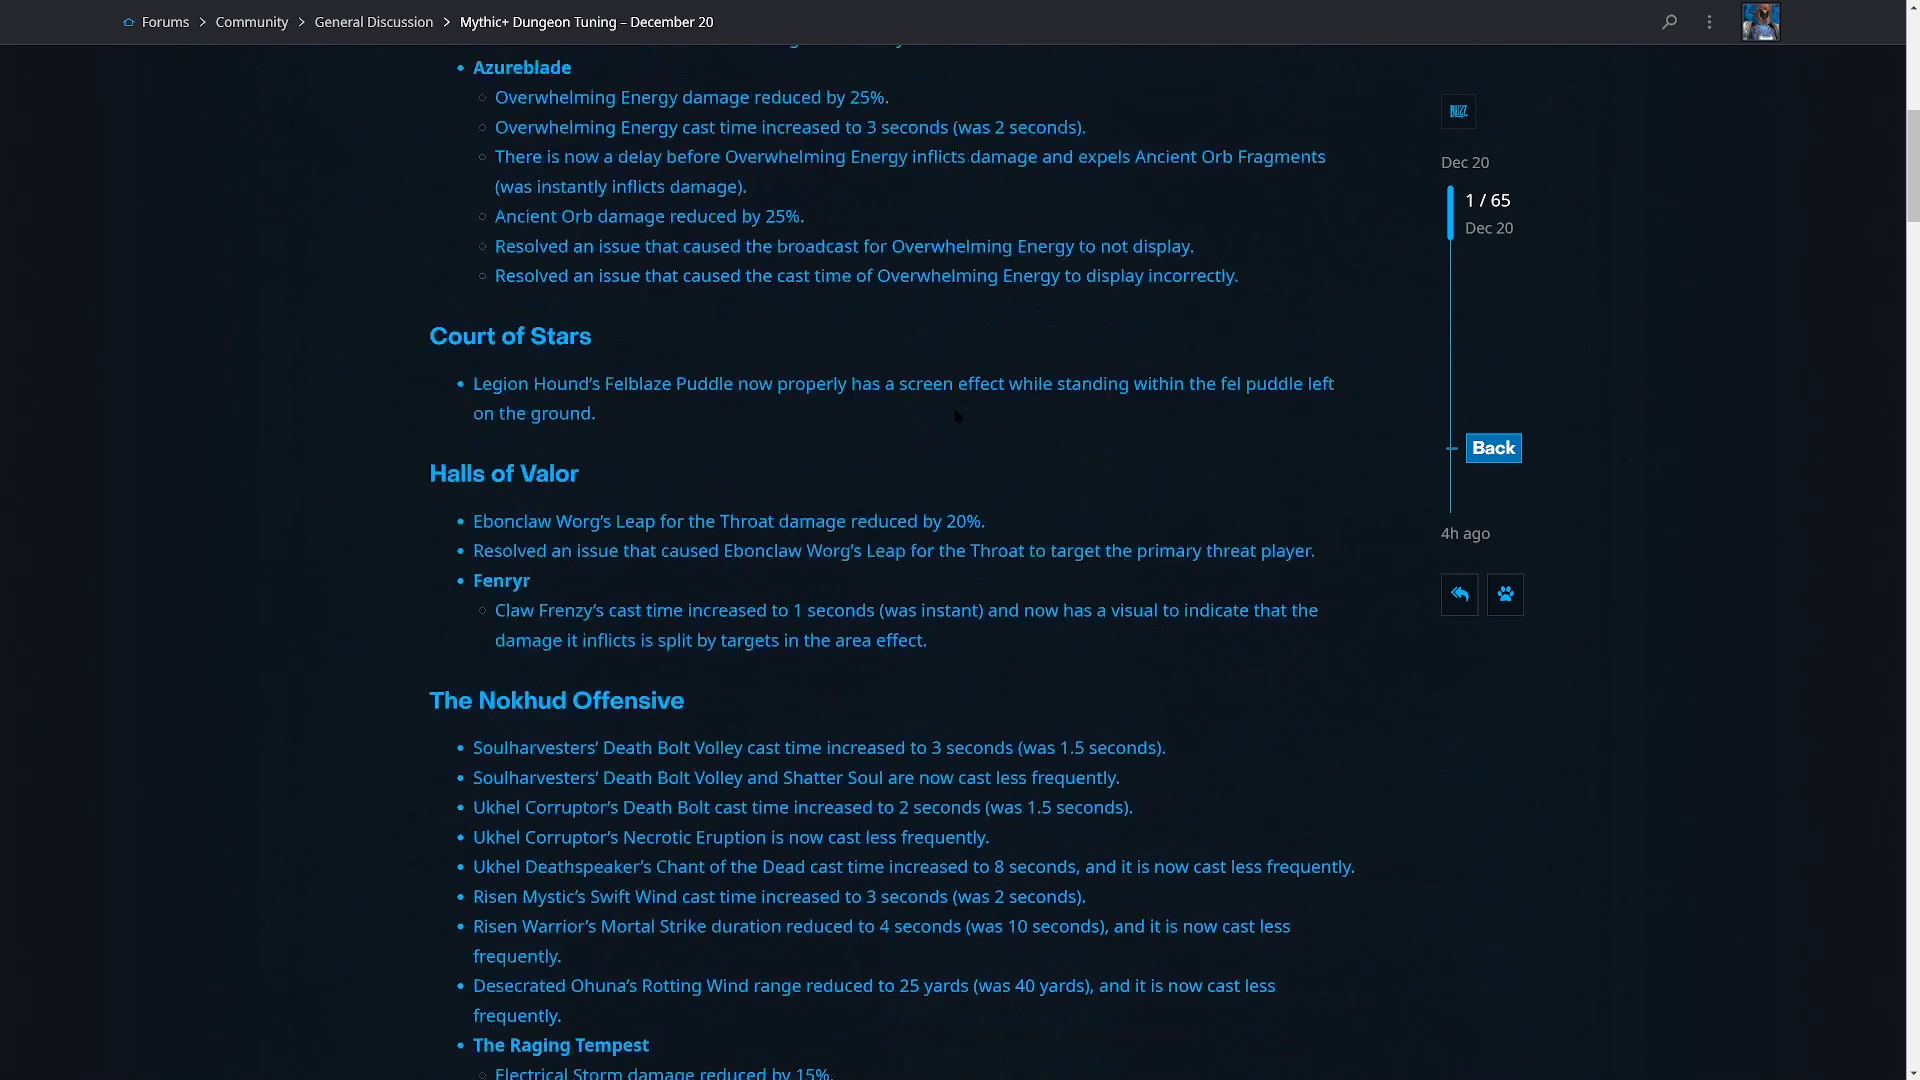 Forums > Community > General Discussion > Mythic+ Dungeon Tuning – December 20
Azureblade
Overwhelming Energy damage reduced by 25%.
Overwhelming Energy cast time increased to 3 seconds (was 2 seconds).
There is now a delay before Overwhelming Energy inflicts damage and expels Ancient Orb Fragments
(was instantly inflicts damage).
Ancient Orb damage reduced by 25%.
Resolved an issue that caused the broadcast for Overwhelming Energy to not display.
Resolved an issue that caused the cast time of Overwhelming Energy to display incorrectly.
Court of Stars
Legion Hound’s Felblaze Puddle now properly has a screen effect while standing within the fel puddle left
on the ground.
Halls of Valor
Ebonclaw Worg’s Leap for the Throat damage reduced by 20%.
Resolved an issue that caused Ebonclaw Worg’s Leap for the Throat to target the primary threat player.
Fenryr
Claw Frenzy’s cast time increased to 1 seconds (was instant) and now has a visual to indicate that the
damage it inflicts is split by targets in the area effect.
The Nokhud Offensive
Soulharvesters’ Death Bolt Volley cast time increased to 3 seconds (was 1.5 seconds).
Soulharvesters’ Death Bolt Volley and Shatter Soul are now cast less frequently.
Ukhel Corruptor’s Death Bolt cast time increased to 2 seconds (was 1.5 seconds).
Ukhel Corruptor’s Necrotic Eruption is now cast less frequently.
Ukhel Deathspeaker’s Chant of the Dead cast time increased to 8 seconds, and it is now cast less frequently.
Risen Mystic’s Swift Wind cast time increased to 3 seconds (was 2 seconds).
Risen Warrior’s Mortal Strike duration reduced to 4 seconds (was 10 seconds), and it is now cast less
frequently.
Desecrated Ohuna’s Rotting Wind range reduced to 25 yards (was 40 yards), and it is now cast less
frequently.
The Raging Tempest
Electrical Storm damage reduced by 15%.
BLIZZ
Dec 20
1 / 65
Dec 20
Back
4h ago